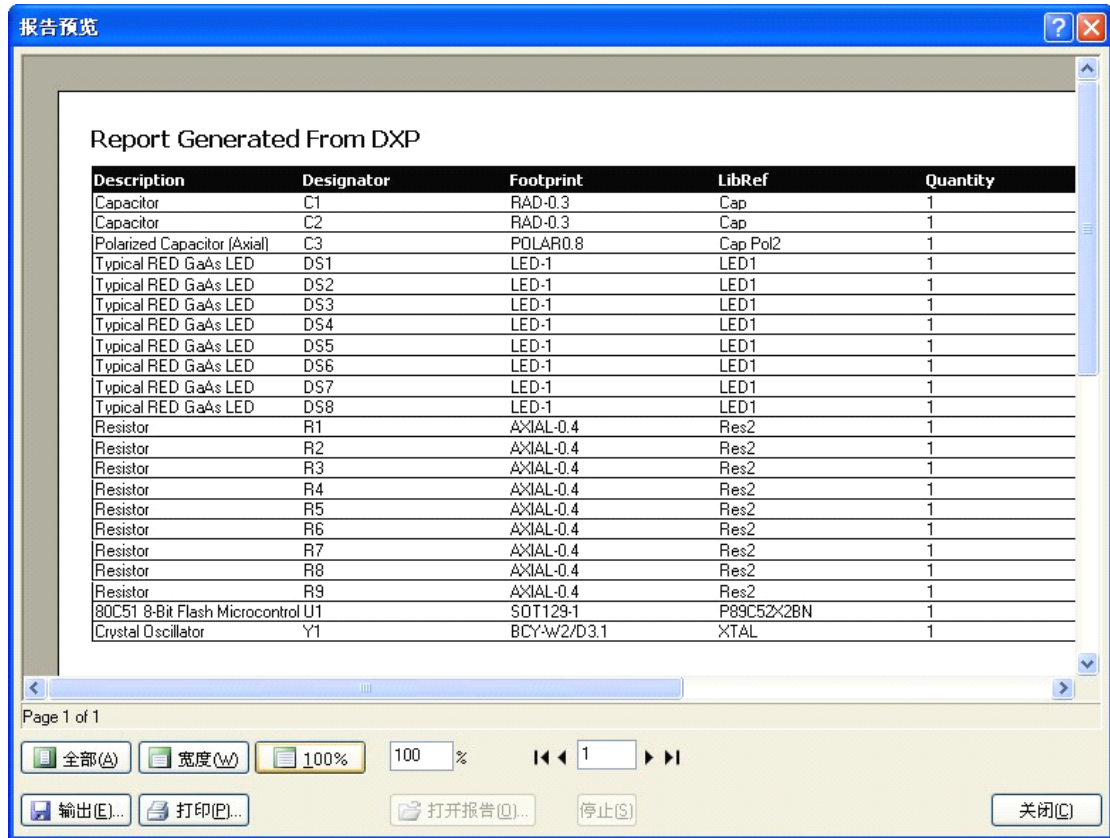 报告预览
Report Generated From DXP
Description Designator Footprint LibRef Quantity
Capacitor C1 RAD-0.3 Cap 1
Capacitor C2 RAD-0.3 Cap 1
Polarized Capacitor (Axial) C3 POLAR0.8 Cap Pol2 1
Typical RED GaAs LED DS1 LED-1 LED1 1
Typical RED GaAs LED DS2 LED-1 LED1 1
Typical RED GaAs LED DS3 LED-1 LED1 1
Typical RED GaAs LED DS4 LED-1 LED1 1
Typical RED GaAs LED DS5 LED-1 LED1 1
Typical RED GaAs LED DS6 LED-1 LED1 1
Typical RED GaAs LED DS7 LED-1 LED1 1
Typical RED GaAs LED DS8 LED-1 LED1 1
Resistor R1 AXIAL-0.4 Res2 1
Resistor R2 AXIAL-0.4 Res2 1
Resistor R3 AXIAL-0.4 Res2 1
Resistor R4 AXIAL-0.4 Res2 1
Resistor R5 AXIAL-0.4 Res2 1
Resistor R6 AXIAL-0.4 Res2 1
Resistor R7 AXIAL-0.4 Res2 1
Resistor R8 AXIAL-0.4 Res2 1
Resistor R9 AXIAL-0.4 Res2 1
80C51 8-Bit Flash Microcontrol U1 SOT129-1 P89C52X2BN 1
Crystal Oscillator Y1 BCY-W2/D3.1 XTAL 1
Page 1 of 1
全部(A) 宽度(W) 100% 100 % 1
输出(E)... 打印(P)... 打开报告(O)... 停止(S) 关闭(C)